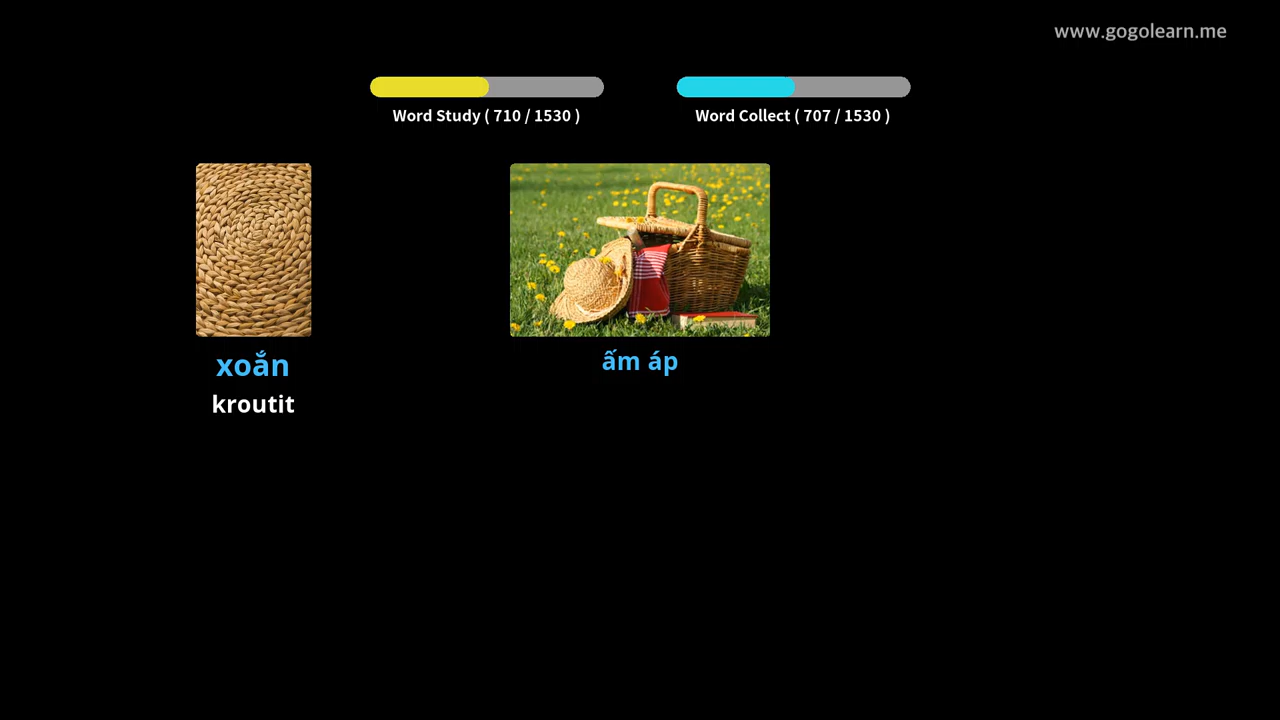 www.gogolearn.me
Word Study ( 710 / 1530 )
Word Collect ( 707 / 1530 )
xoắn
kroutit
ấm áp